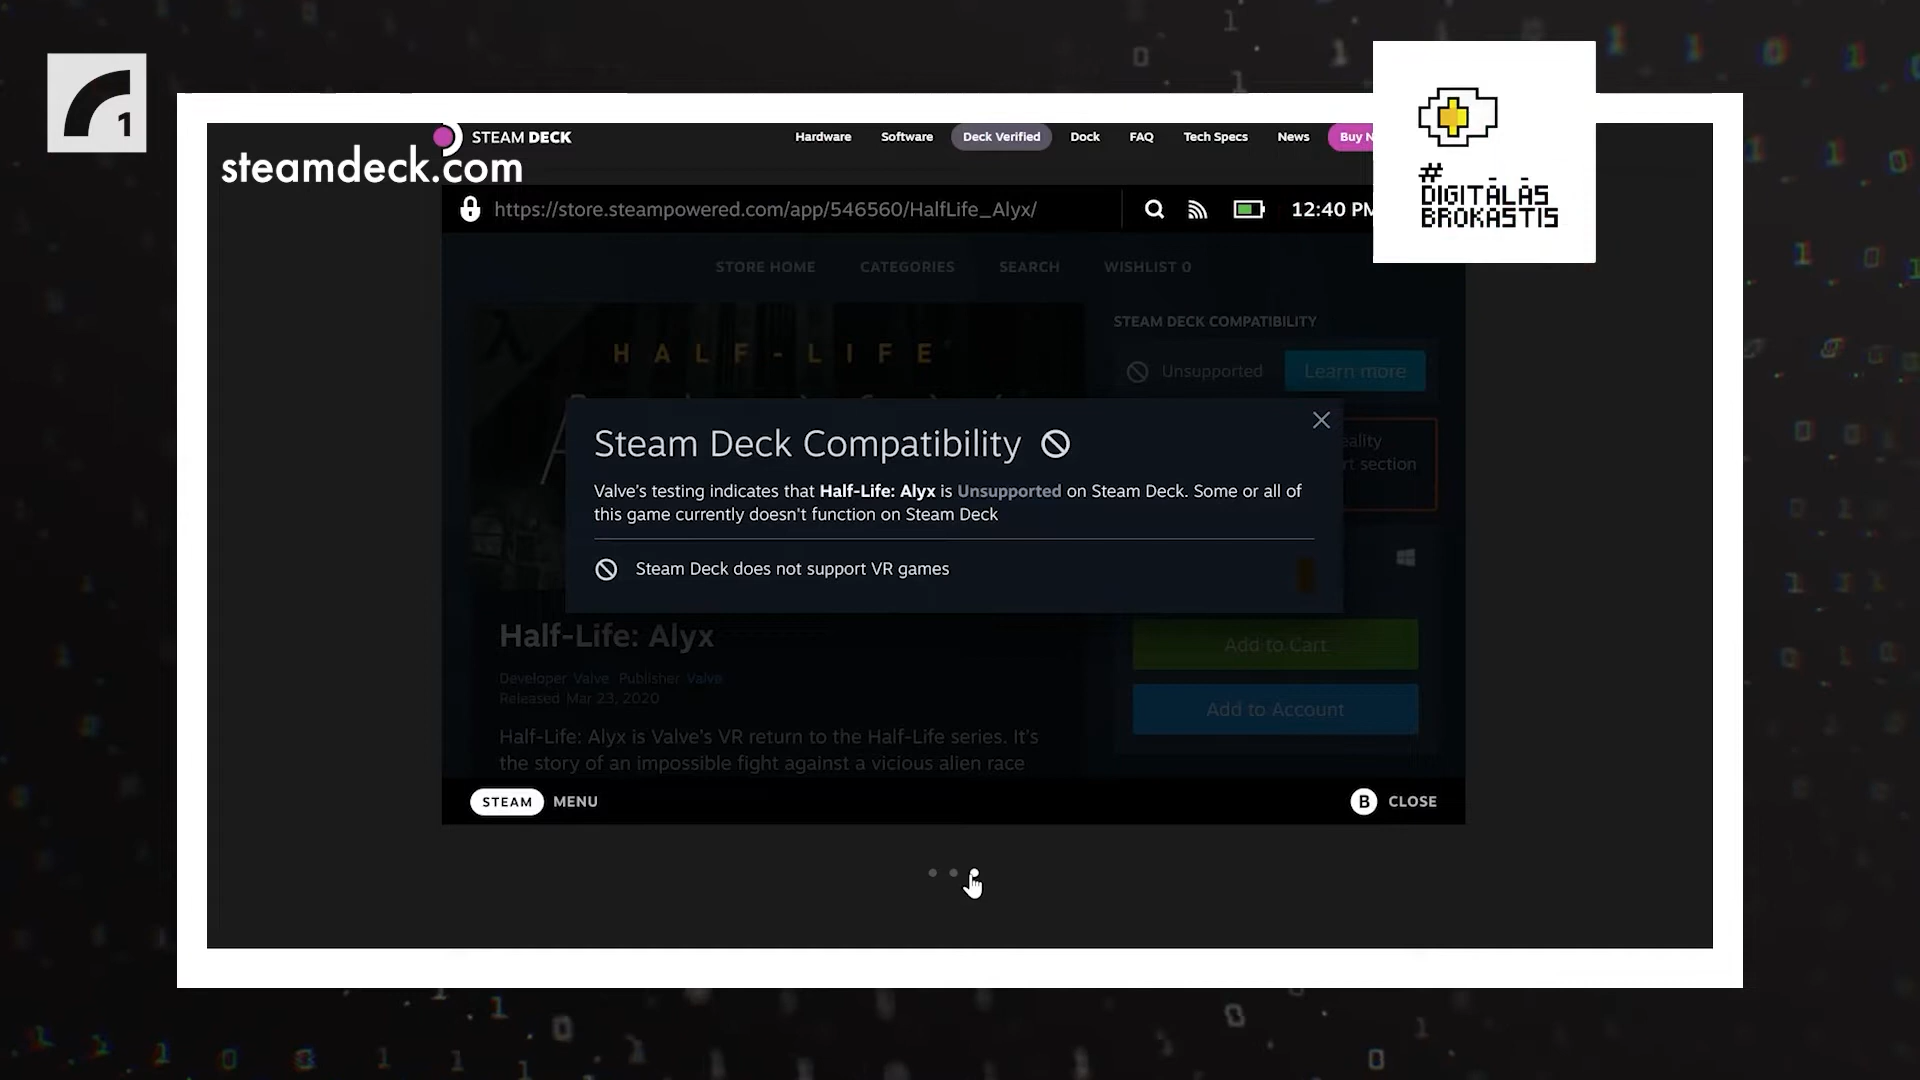 1
steamdeck.com
STEAM DECK
Hardware
Software
Deck Verified
Dock
FAQ
Tech Specs
News
Buy N
#
DIGITĀLĀS
BROKASTIS
https://store.steampowered.com/app/546560/HalfLife_Alyx/
12:40 PM
STORE HOME
CATEGORIES
SEARCH
WISHLIST 0
HALF-LIFE
STEAM DECK COMPATIBILITY
Unsupported
Learn more
Steam Deck Compatibility
Valve's testing indicates that Half-Life: Alyx is Unsupported on Steam Deck. Some or all of
this game currently doesn't function on Steam Deck
Steam Deck does not support VR games
eality
rt section
Half-Life: Alyx
Developer Valve Publisher Valve
Released Mar 23, 2020
Half-Life: Alyx is Valve's VR return to the Half-Life series. It's
the story of an impossible fight against a vicious alien race
Add to Cart
Add to Account
STEAM MENU
B CLOSE